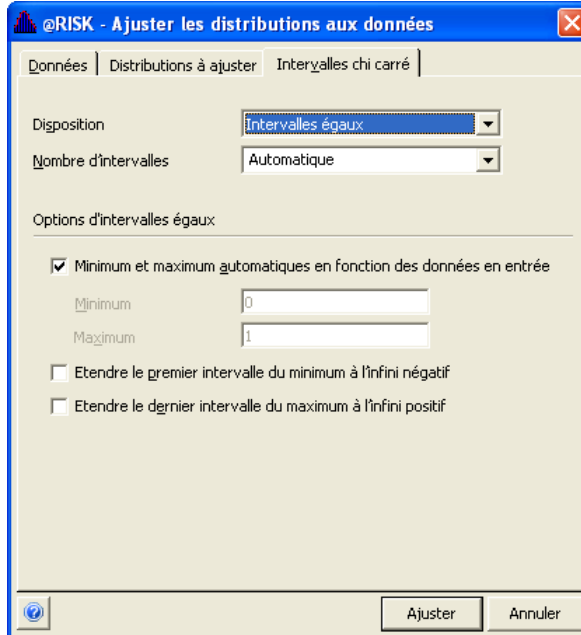 @RISK - Ajuster les distributions aux données
Données Distributions à ajuster Intervalles chi carré
Disposition Intervalles égaux
Nombre d'intervalles Automatique
Options d'intervalles égaux
Minimum et maximum automatiques en fonction des données en entrée
Minimum 0
Maximum 1
Etendre le premier intervalle du minimum à l'infini négatif
Etendre le dernier intervalle du maximum à l'infini positif
? Ajuster Annuler